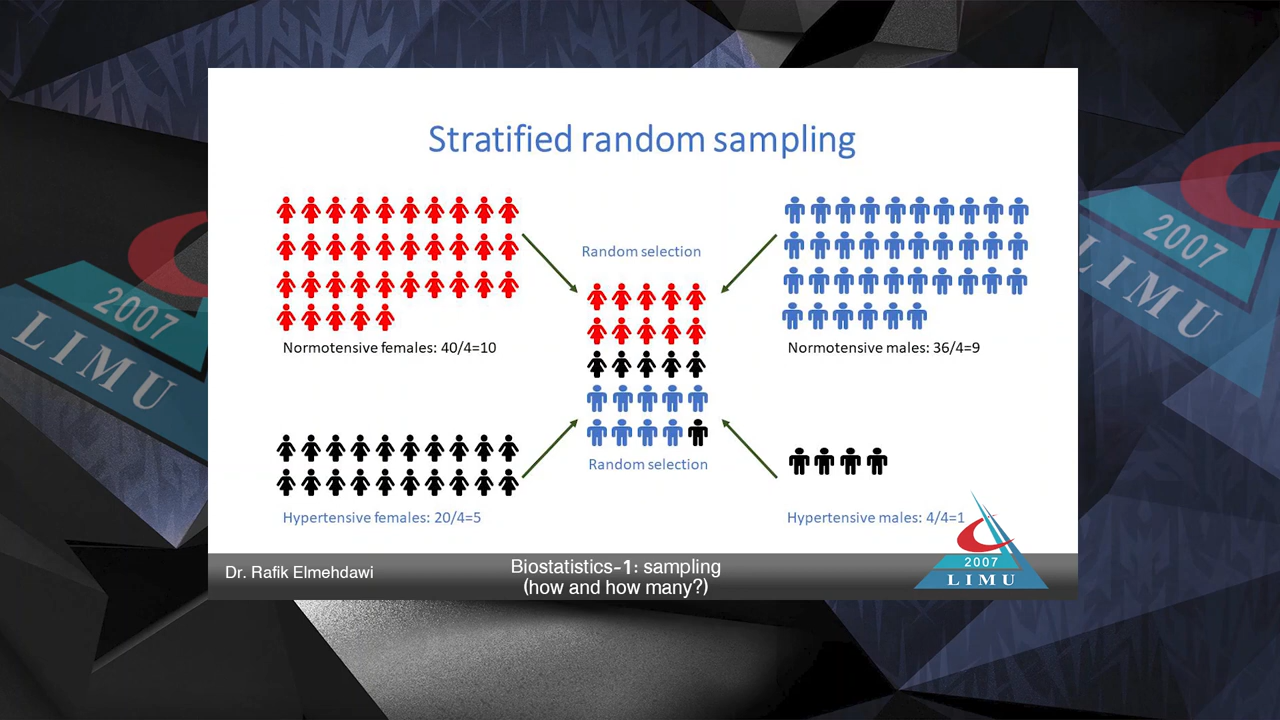 Stratified random sampling
Random selection
Normotensive females: 40/4=10
Normotensive males: 36/4=9
Random selection
Hypertensive females: 20/4=5
Hypertensive males: 4/4=1
Dr. Rafik Elmehdawi
Biostatistics-1: sampling
(how and how many?)
2007
LIMU
2007
LIMU
2007
LIMU